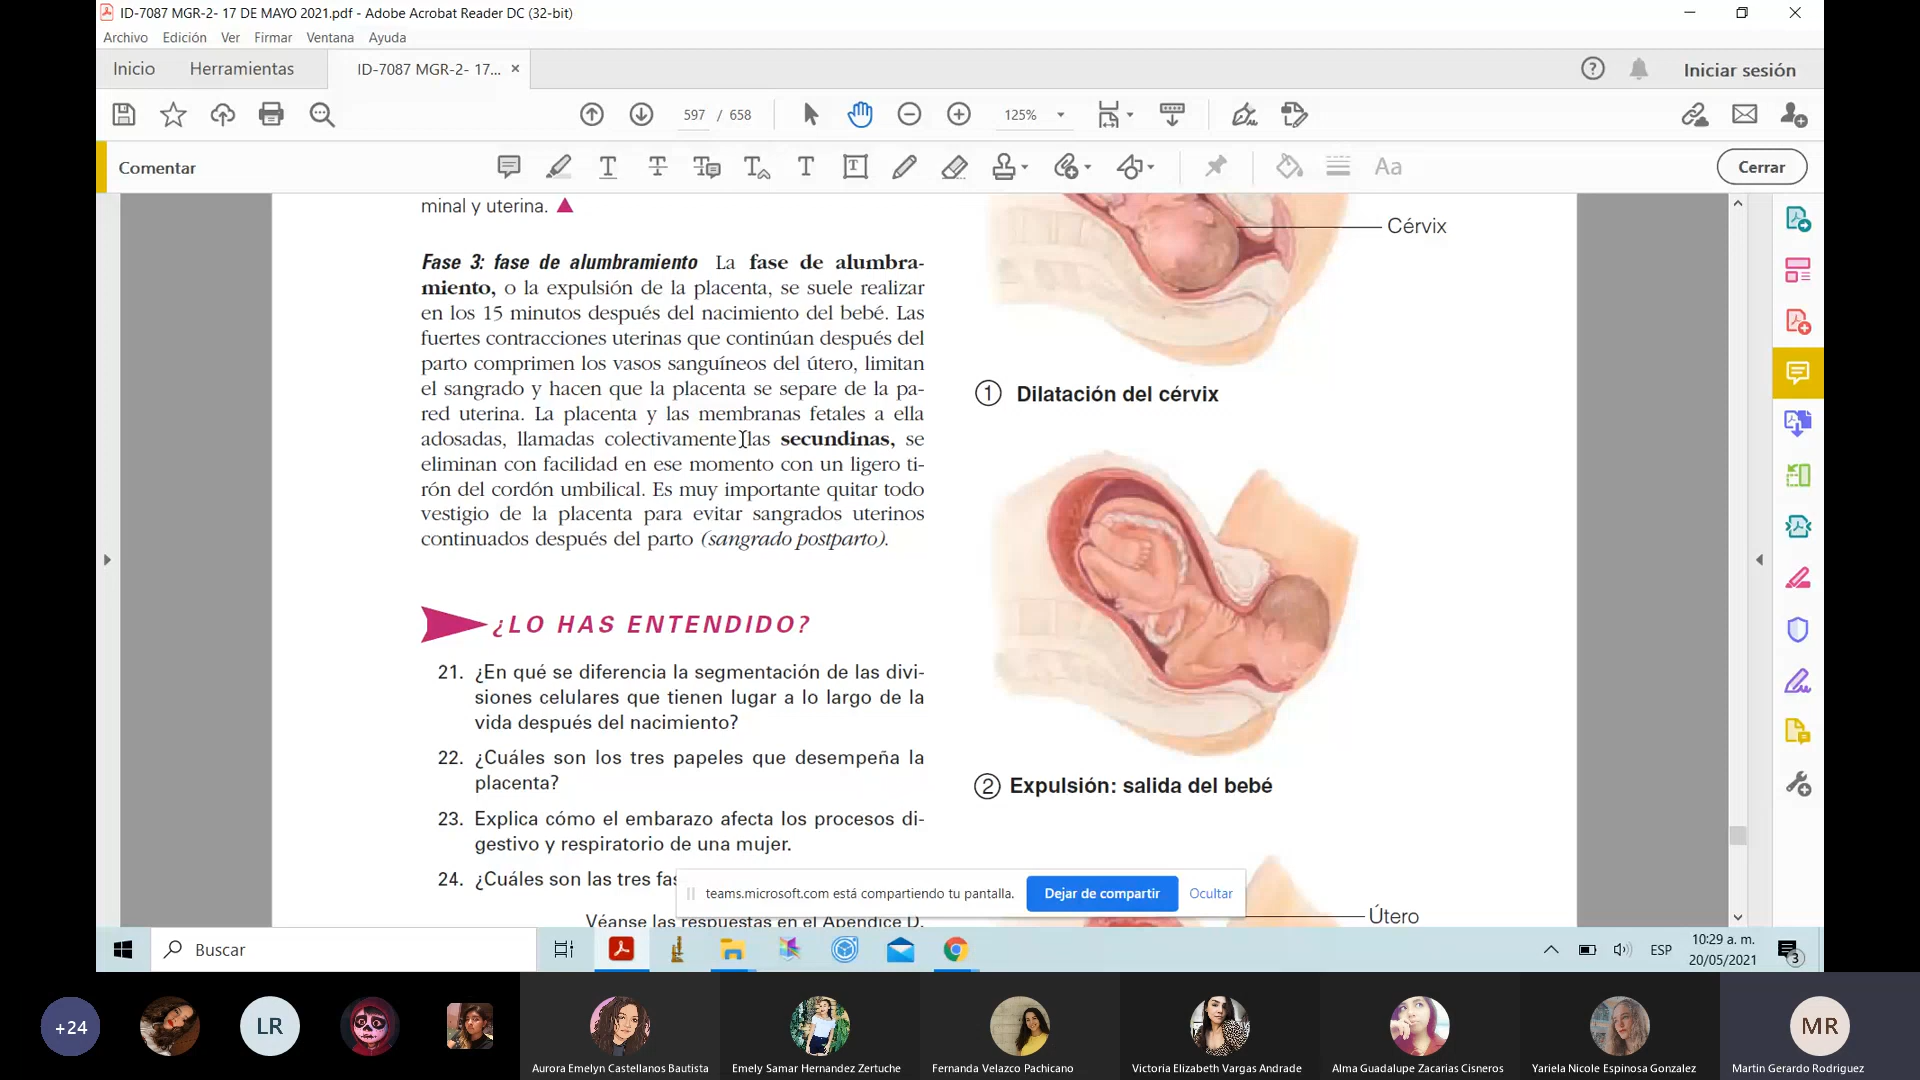 ID-7087 MGR-2- 17 DE MAYO 2021.pdf - Adobe Acrobat Reader DC (32-bit)
Archivo Edición Ver Firmar Ventana Ayuda
Inicio Herramientas ID-7087 MGR-2- 17... × Iniciar sesión
597 / 658 125%
Comentar Aa Cerrar
minal y uterina.
Fase 3: fase de alumbramiento La fase de alumbra-
miento, o la expulsión de la placenta, se suele realizar
en los 15 minutos después del nacimiento del bebé. Las
fuertes contracciones uterinas que continúan después del
parto comprimen los vasos sanguíneos del útero, limitan
el sangrado y hacen que la placenta se separe de la pa-
red uterina. La placenta y las membranas fetales a ella
adosadas, llamadas colectivamente las secundinas, se
eliminan con facilidad en ese momento con un ligero ti-
rón del cordón umbilical. Es muy importante quitar todo
vestigio de la placenta para evitar sangrados uterinos
continuados después del parto (sangrado postparto).
¿LO HAS ENTENDIDO?
21. ¿En qué se diferencia la segmentación de las divi-
siones celulares que tienen lugar a lo largo de la
vida después del nacimiento?
22. ¿Cuáles son los tres papeles que desempeña la
placenta?
23. Explica cómo el embarazo afecta los procesos di-
gestivo y respiratorio de una mujer.
24. ¿Cuáles son las tres fas
Véanse las respuestas en el Apéndice D.
Cérvix
① Dilatación del cérvix
② Expulsión: salida del bebé
Útero
teams.microsoft.com está compartiendo tu pantalla. Dejar de compartir Ocultar
Buscar ESP 10:29 a. m.
20/05/2021 3
+24 LR MR
Aurora Emelyn Castellanos Bautista Emely Samar Hernandez Zertuche Fernanda Velazco Pachicano Victoria Elizabeth Vargas Andrade Alma Guadalupe Zacarias Cisneros Yariela Nicole Espinosa Gonzalez Martin Gerardo Rodriguez